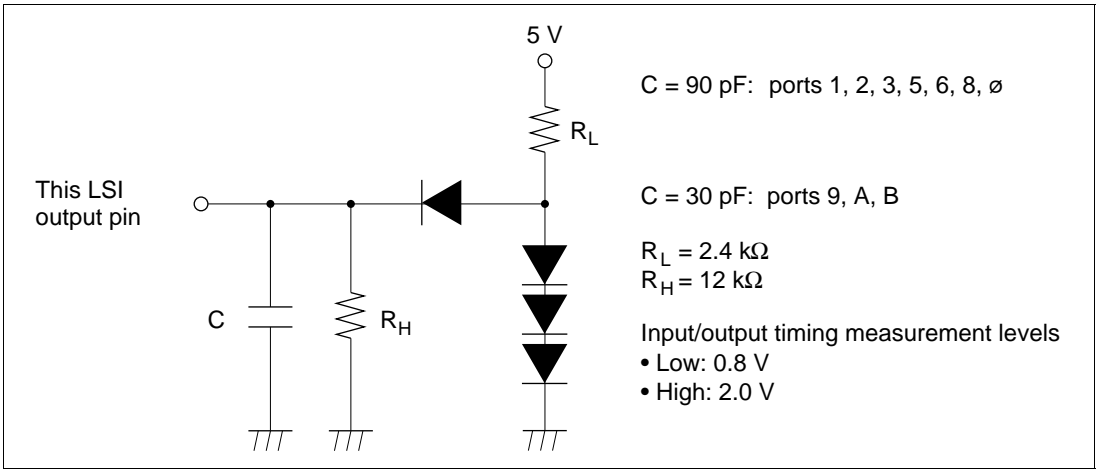 5 V
C = 90 pF: ports 1, 2, 3, 5, 6, 8, ø
R_L
This LSI
output pin
C = 30 pF: ports 9, A, B
R_L = 2.4 kΩ
R_H = 12 kΩ
C
R_H
Input/output timing measurement levels
• Low: 0.8 V
• High: 2.0 V